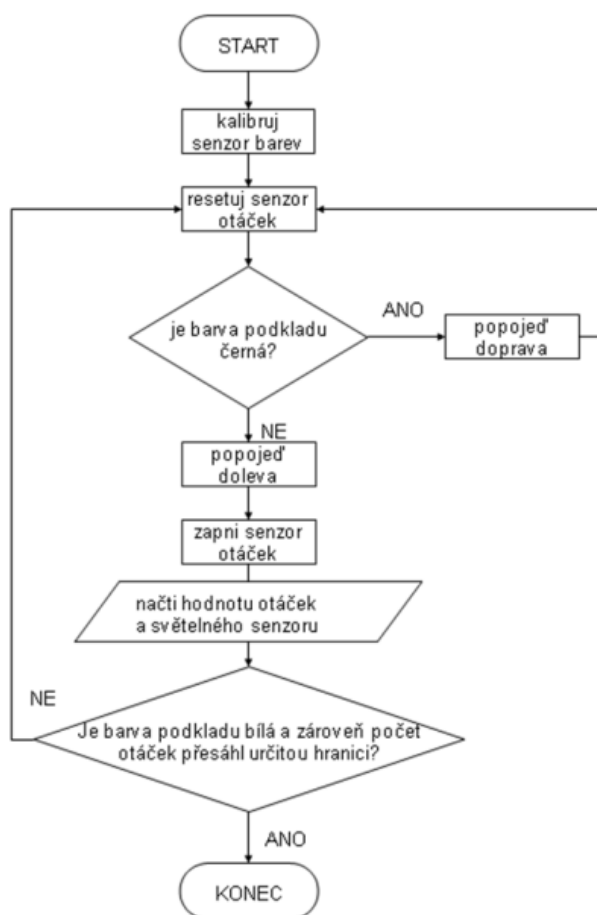 START
kalibruj
senzor barev
resetuj senzor
otáček
je barva podkladu
černá?
ANO
popojeď
doprava
NE
popojeď
doleva
zapni senzor
otáček
načti hodnotu otáček
a světelného senzoru
NE
Je barva podkladu bílá a zároveň počet
otáček přesáhl určitou hranici?
ANO
KONEC